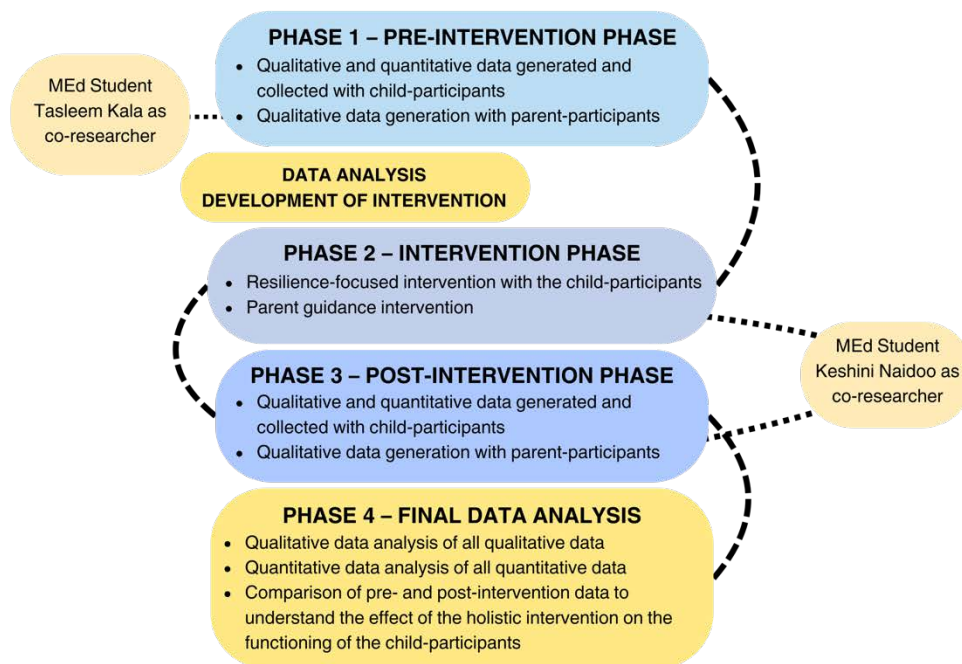 PHASE 1 – PRE-INTERVENTION PHASE
• Qualitative and quantitative data generated and
collected with child-participants
• Qualitative data generation with parent-participants
MEd Student
Tasleem Kala as
co-researcher
DATA ANALYSIS
DEVELOPMENT OF INTERVENTION
PHASE 2 – INTERVENTION PHASE
• Resilience-focused intervention with the child-participants
• Parent guidance intervention
MEd Student
Keshini Naidoo as
co-researcher
PHASE 3 – POST-INTERVENTION PHASE
• Qualitative and quantitative data generated and
collected with child-participants
• Qualitative data generation with parent-participants
PHASE 4 – FINAL DATA ANALYSIS
• Qualitative data analysis of all qualitative data
• Quantitative data analysis of all quantitative data
• Comparison of pre- and post-intervention data to
understand the effect of the holistic intervention on the
functioning of the child-participants